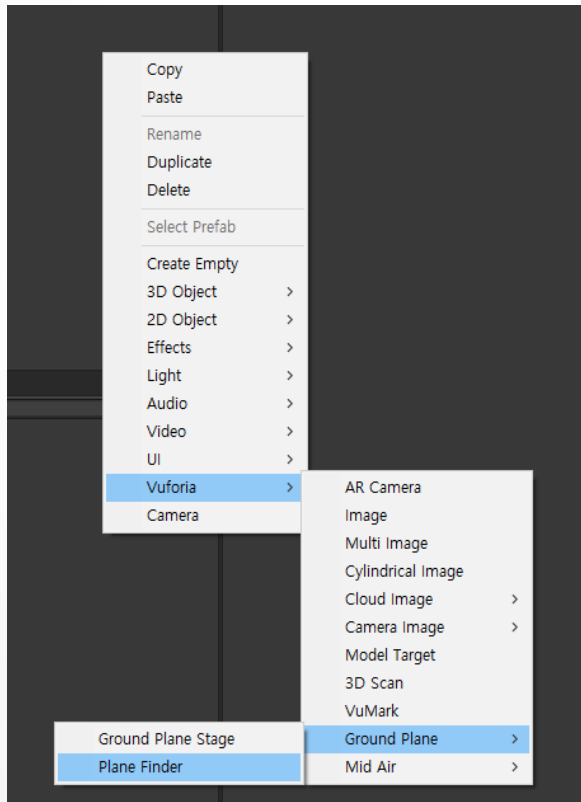 Copy
Paste
Rename
Duplicate
Delete
Select Prefab
Create Empty
3D Object
2D Object
Effects
Light
Audio
Video
UI
Vuforia
Camera
AR Camera
Image
Multi Image
Cylindrical Image
Cloud Image
Camera Image
Model Target
3D Scan
VuMark
Ground Plane
Mid Air
Ground Plane Stage
Plane Finder